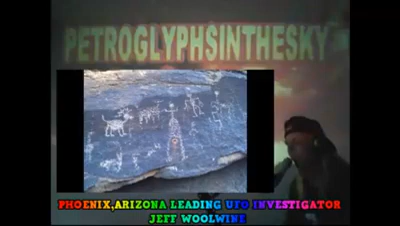 PETROGLYPHSINTHESKY
PHOENIX,ARIZONA LEADING UFO INVESTIGATOR
JEFF WOOLWINE